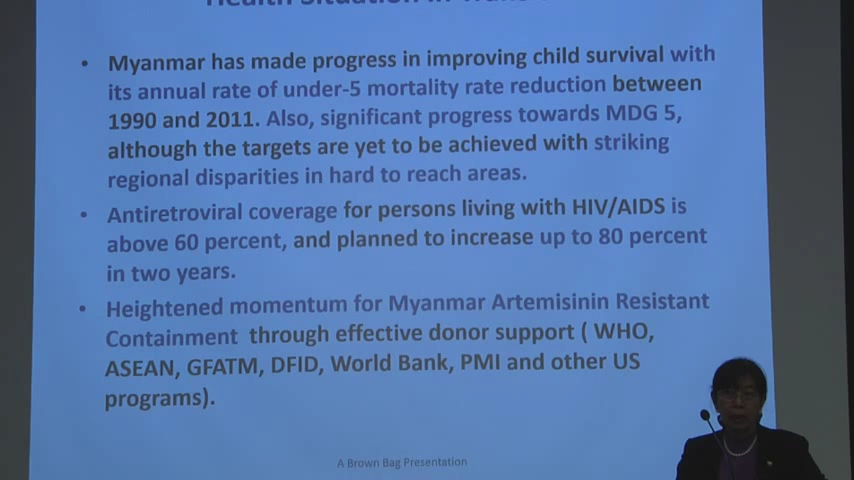 Health Situation in
Myanmar has made progress in improving child survival with
its annual rate of under-5 mortality rate reduction between
1990 and 2011. Also, significant progress towards MDG 5,
although the targets are yet to be achieved with striking
regional disparities in hard to reach areas.
Antiretroviral coverage for persons living with HIV/AIDS is
above 60 percent, and planned to increase up to 80 percent
in two years.
Heightened momentum for Myanmar Artemisinin Resistant
Containment through effective donor support ( WHO,
ASEAN, GFATM, DFID, World Bank, PMI and other US
programs).
A Brown Bag Presentation